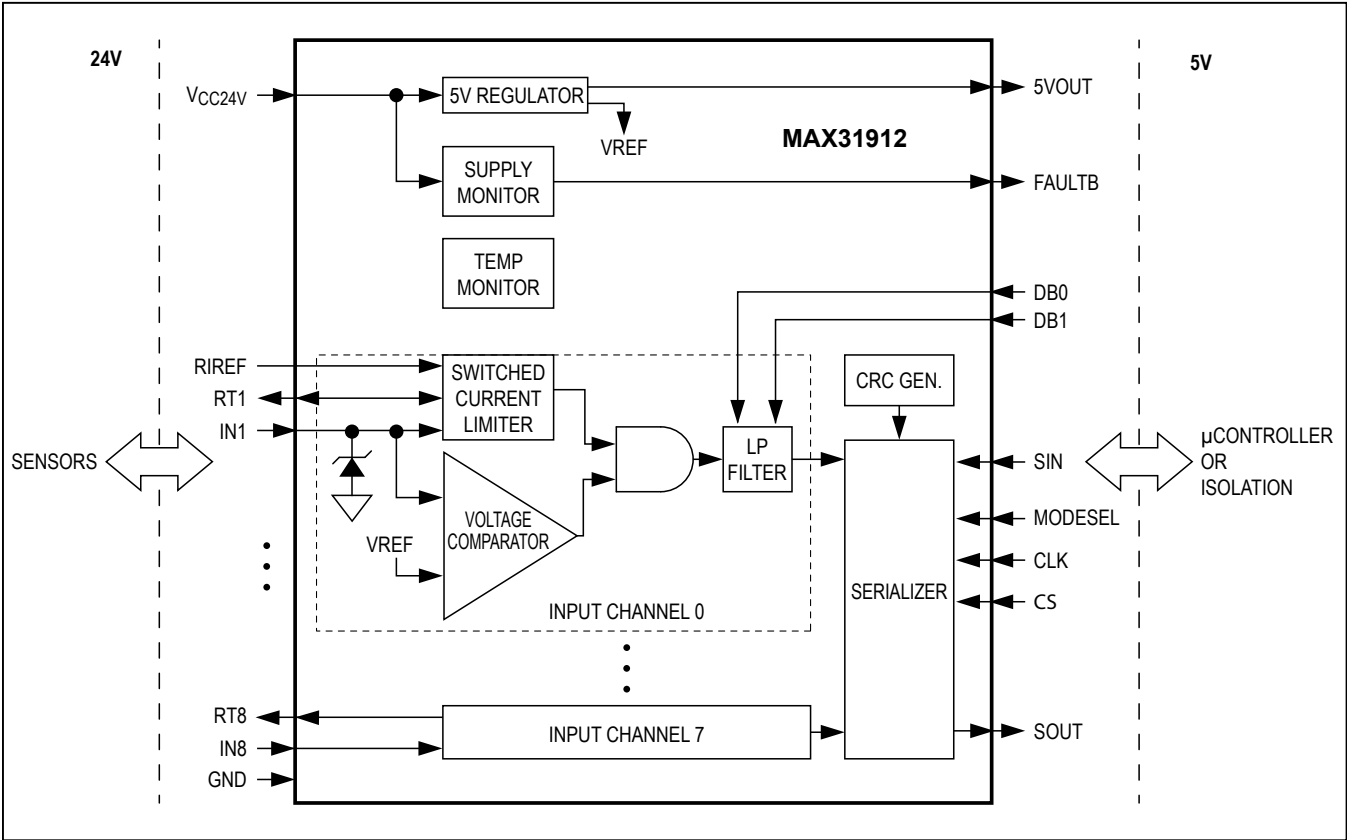 24V
5V
VCC24V
5V REGULATOR
5VOUT
VREF
MAX31912
SUPPLY
MONITOR
FAULTB
TEMP
MONITOR
DB0
DB1
RIREF
RT1
IN1
SWITCHED
CURRENT
LIMITER
CRC GEN.
LP
FILTER
SENSORS
VOLTAGE
COMPARATOR
VREF
SIN
MODESEL
CLK
CS
µCONTROLLER
OR
ISOLATION
SERIALIZER
INPUT CHANNEL 0
RT8
IN8
GND
INPUT CHANNEL 7
SOUT